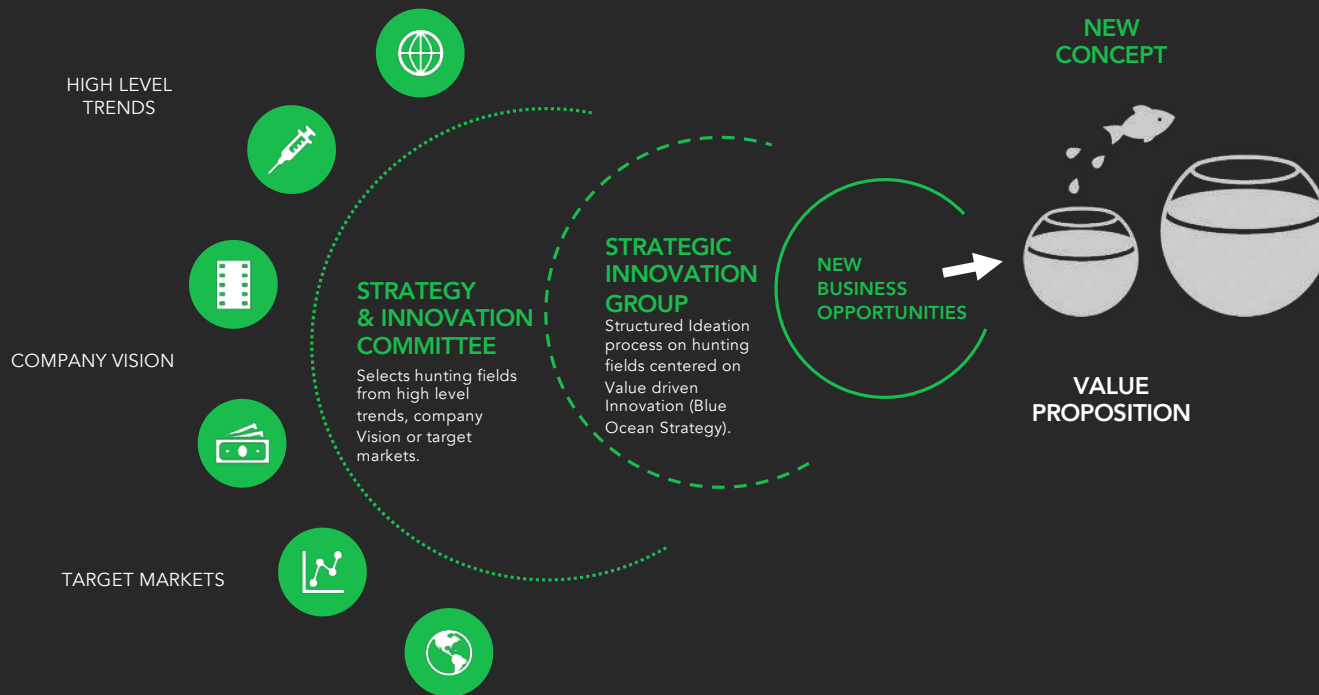 HIGH LEVEL
TRENDS
COMPANY VISION
TARGET MARKETS
STRATEGY
& INNOVATION
COMMITTEE
Selects hunting fields
from high level
trends, company
Vision or target
markets.
STRATEGIC
INNOVATION
GROUP
Structured Ideation
process on hunting
fields centered on
Value driven
Innovation (Blue
Ocean Strategy).
NEW
BUSINESS
OPPORTUNITIES
NEW
CONCEPT
VALUE
PROPOSITION